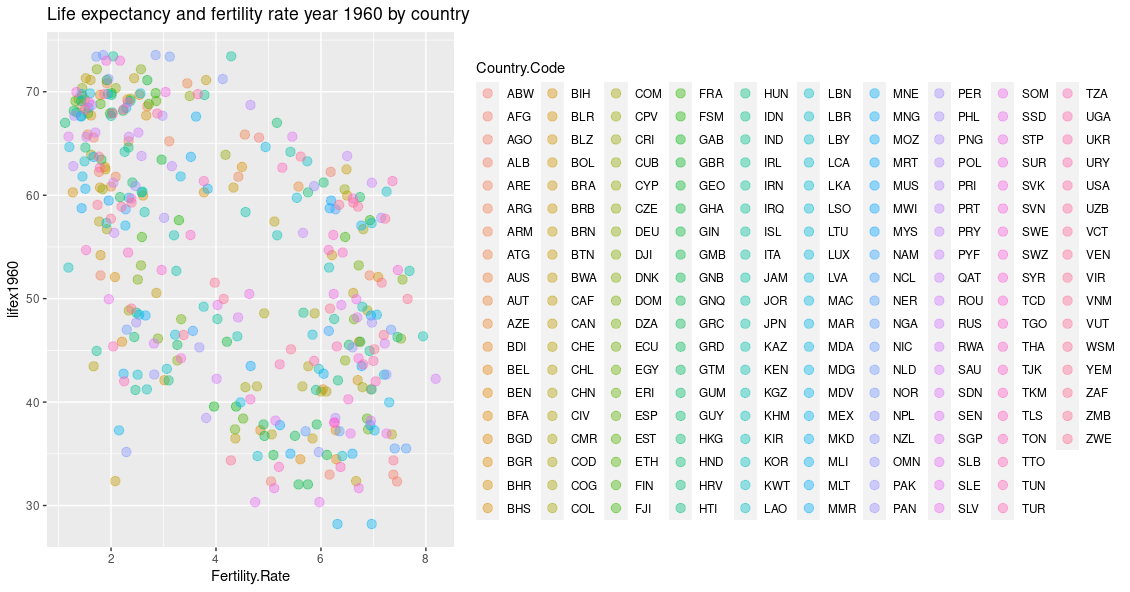 Life expectancy and fertility rate year 1960 by country
lifex1960
70
60
50
40
30
2 4 6 8
Fertility.Rate
Country.Code
ABW BIH COM FRA HUN LBN MNE PER SOM TZA
AFG BLR CPV FSM IDN LBR MNG PHL SSD UGA
AGO BLZ CRI GAB IND LBY MOZ PNG STP UKR
ALB BOL CUB GBR IRL LCA MRT POL SUR URY
ARE BRA CYP GEO IRN LKA MUS PRI SVK USA
ARG BRB CZE GHA IRQ LSO MWI PRT SVN UZB
ARM BRN DEU GIN ISL LTU MYS PRY SWE VCT
ATG BTN DJI GMB ITA LUX NAM PYF SWZ VEN
AUS BWA DNK GNB JAM LVA NCL QAT SYR VIR
AUT CAF DOM GNQ JOR MAC NER ROU TCD VNM
AZE CAN DZA GRC JPN MAR NGA RUS TGO VUT
BDI CHE ECU GRD KAZ MDA NIC RWA THA WSM
BEL CHL EGY GTM KEN MDG NLD SAU TJK YEM
BEN CHN ERI GUM KGZ MDV NOR SDN TKM ZAF
BFA CIV ESP GUY KHM MEX NPL SEN TLS ZMB
BGD CMR EST HKG KIR MKD NZL SGP TON ZWE
BGR COD ETH HND KOR MLI OMN SLB TTO
BHR COG FIN HRV KWT MLT PAK SLE TUN
BHS COL FJI HTI LAO MMR PAN SLV TUR